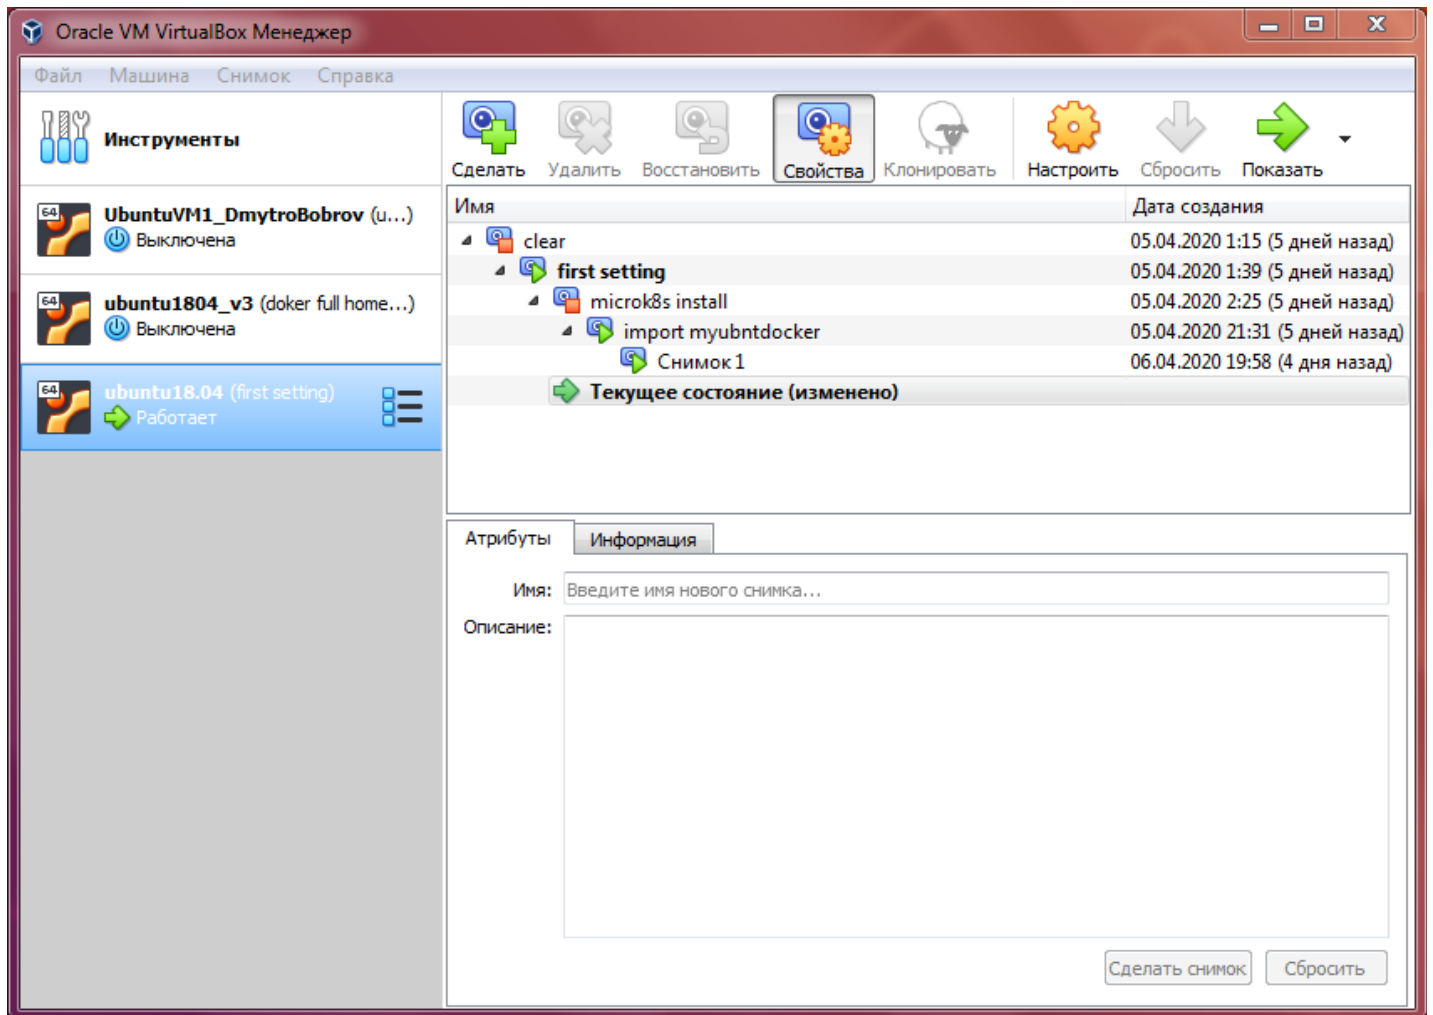 Oracle VM VirtualBox Менеджер
Файл Машина Снимок Справка
Инструменты
Сделать Удалить Восстановить Свойства Клонировать Настроить Сбросить Показать
64 UbuntuVM1_DmytroBobrov (u...)
Выключена
64 ubuntu1804_v3 (doker full home...)
Выключена
64 ubuntu18.04 (first setting)
Работает
Имя Дата создания
clear 05.04.2020 1:15 (5 дней назад)
first setting 05.04.2020 1:39 (5 дней назад)
microk8s install 05.04.2020 2:25 (5 дней назад)
import myubntdocker 05.04.2020 21:31 (5 дней назад)
Снимок 1 06.04.2020 19:58 (4 дня назад)
Текущее состояние (изменено)
Атрибуты Информация
Имя: Введите имя нового снимка...
Описание:
Сделать снимок Сбросить